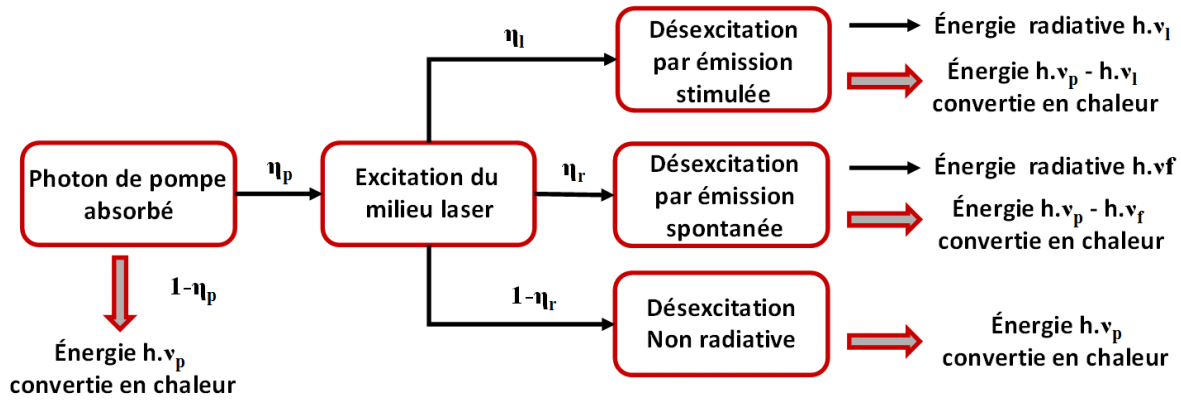 Photon de pompe
absorbé
1-ηp
Énergie h.νp
convertie en chaleur
ηp
Excitation du
milieu laser
ηl
Désexcitation
par émission
stimulée
Énergie radiative h.νl
Énergie h.νp - h.νl
convertie en chaleur
ηr
Désexcitation
par émission
spontanée
Énergie radiative h.νf
Énergie h.νp - h.νf
convertie en chaleur
1-ηr
Désexcitation
Non radiative
Énergie h.νp
convertie en chaleur